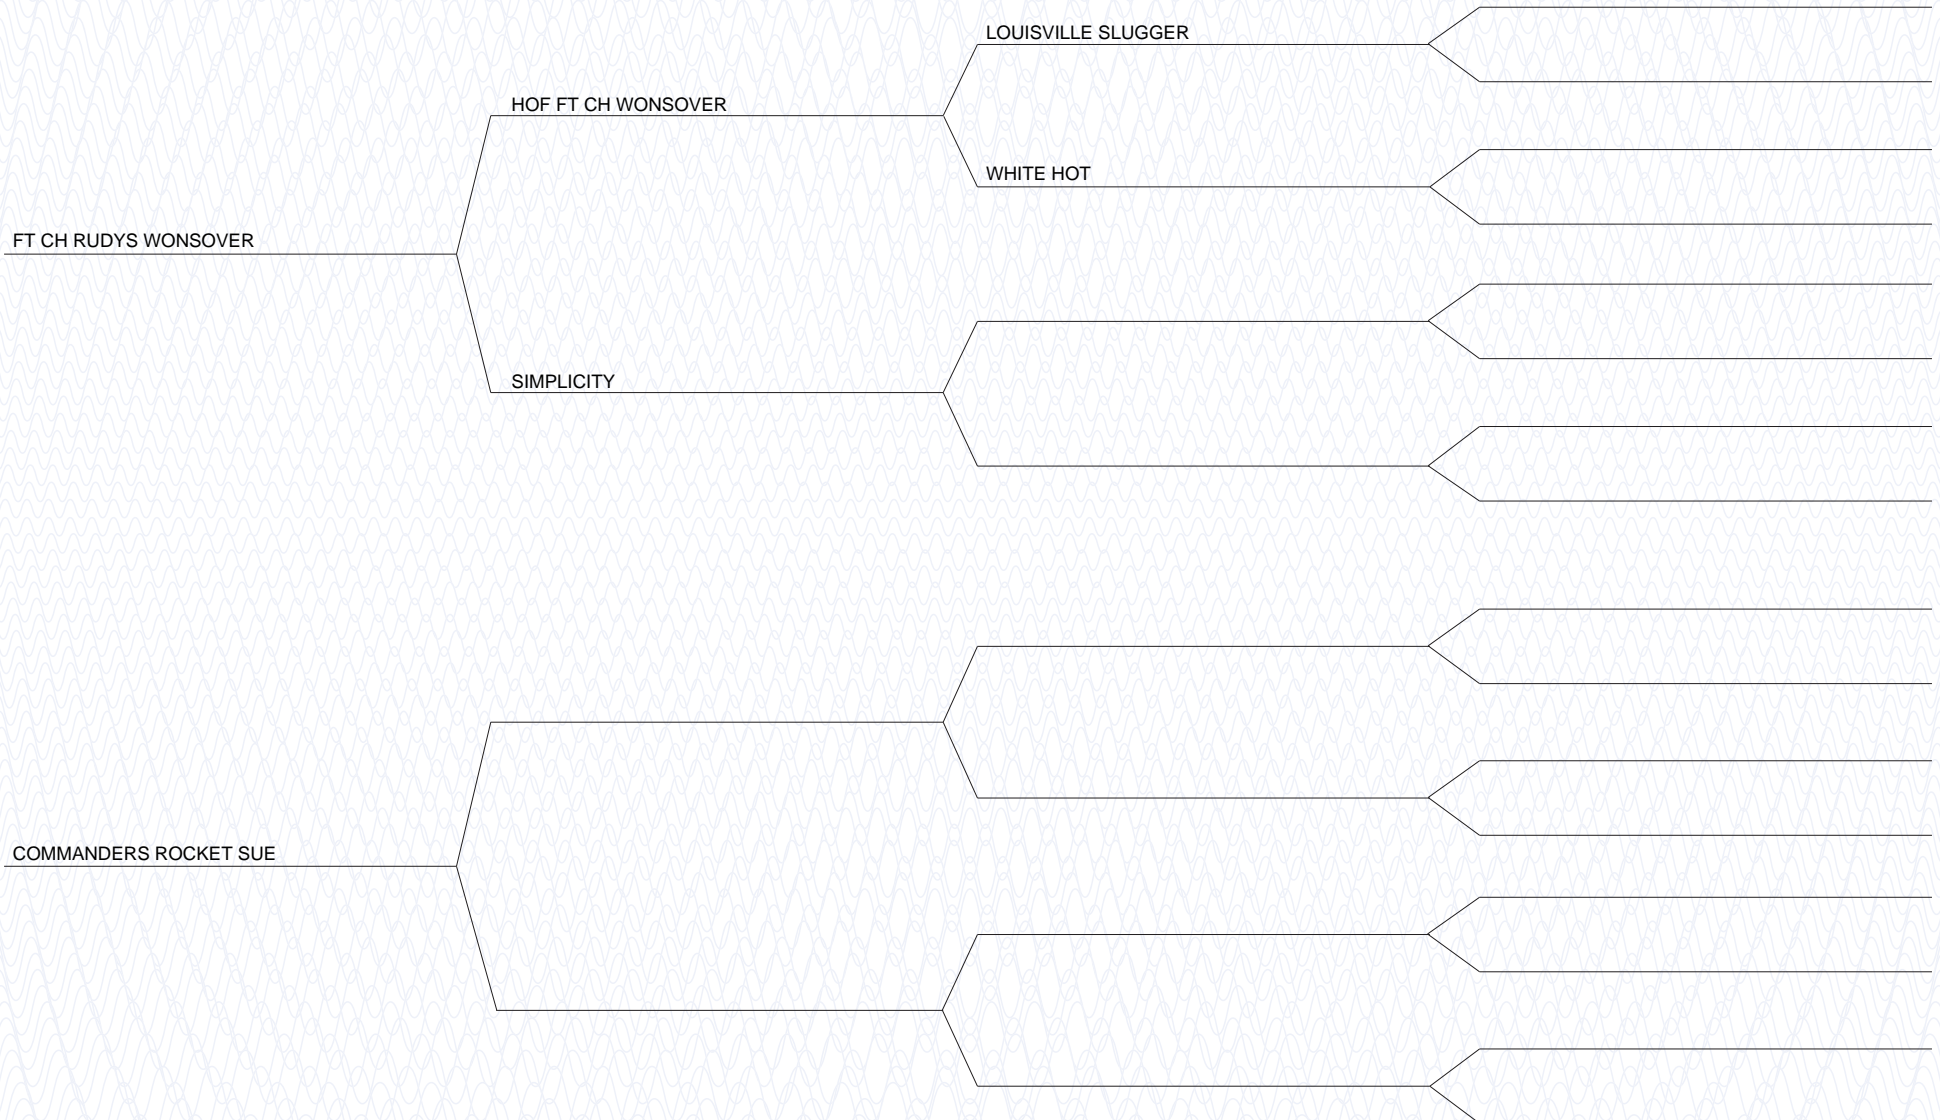 LOUISVILLE SLUGGER
HOF FT CH WONSOVER
WHITE HOT
FT CH RUDYS WONSOVER
SIMPLICITY
COMMANDERS ROCKET SUE